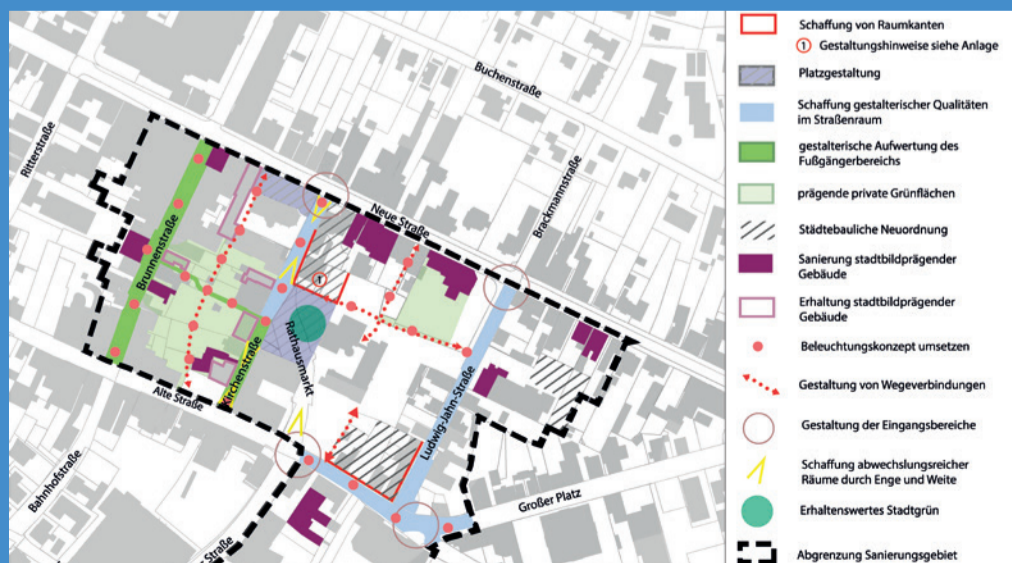 Buchenstraße
Ritterstraße
Brackmannstraße
Neue Straße
Brunnenstraße
1
Rathausmarkt
Kirchenstraße
Alte Straße
Ludwig-Jahn-Straße
Bahnhofstraße
Großer Platz
r Straße
Schaffung von Raumkanten
1 Gestaltungshinweise siehe Anlage
Platzgestaltung
Schaffung gestalterischer Qualitäten
im Straßenraum
gestalterische Aufwertung des
Fußgängerbereichs
prägende private Grünflächen
Städtebauliche Neuordnung
Sanierung stadtbildprägender
Gebäude
Erhaltung stadtbildprägender
Gebäude
Beleuchtungskonzept umsetzen
Gestaltung von Wegeverbindungen
Gestaltung der Eingangsbereiche
Schaffung abwechslungsreicher
Räume durch Enge und Weite
Erhaltenswertes Stadtgrün
Abgrenzung Sanierungsgebiet